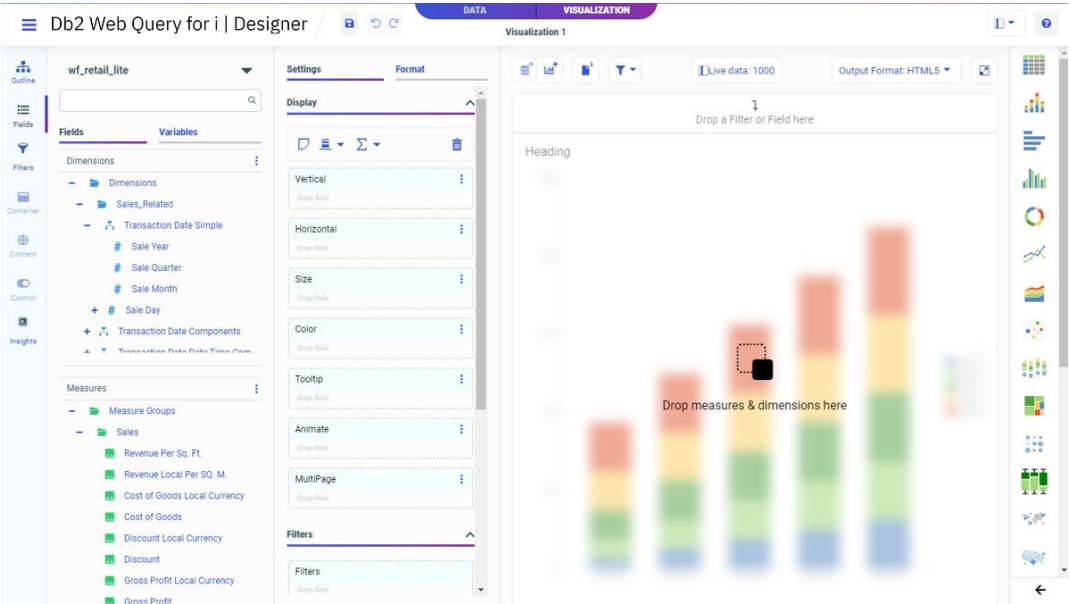 DATA
VISUALIZATION
Db2 Web Query for i | Designer
Visualization 1
Outline
Fields
Filters
Container
Content
Control
Insights
wf_retail_lite
Fields
Variables
Dimensions
Dimensions
Sales_Related
Transaction Date Simple
Sale Year
Sale Quarter
Sale Month
Sale Day
Transaction Date Components
Transaction Date Date Time Com
Measures
Measure Groups
Sales
Revenue Per Sq. Ft.
Revenue Local Per SQ. M.
Cost of Goods Local Currency
Cost of Goods
Discount Local Currency
Discount
Gross Profit Local Currency
Gross Profit
Settings
Format
Display
Vertical
Drop field
Horizontal
Drop field
Size
Drop field
Color
Drop field
Tooltip
Drop field
Animate
Drop field
MultiPage
Drop field
Filters
Filters
Drop field
Live data: 1000
Output Format: HTML5
Drop a Filter or Field here
Heading
Drop measures & dimensions here